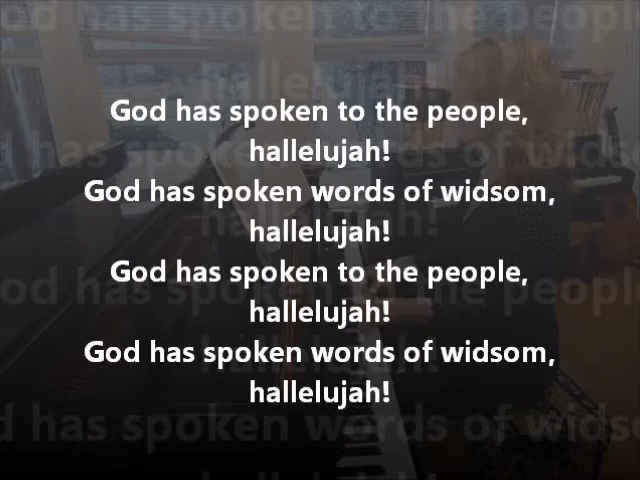 God has spoken to the people,
hallelujah!
God has spoken words of widsom,
hallelujah!
God has spoken to the people,
hallelujah!
God has spoken words of widsom,
hallelujah!